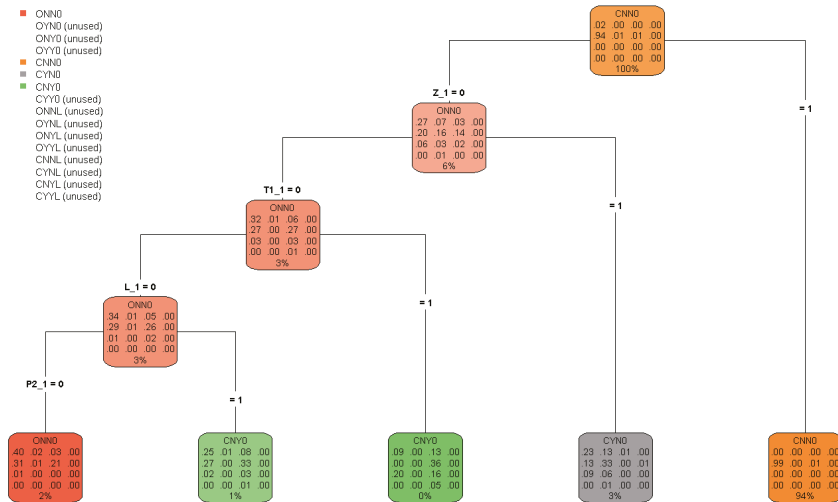 ONN0
OYN0 (unused)
ONY0 (unused)
OYY0 (unused)
CNN0
CYN0
CNY0
CYY0 (unused)
ONNL (unused)
OYNL (unused)
ONYL (unused)
OYYL (unused)
CNNL (unused)
CYNL (unused)
CNYL (unused)
CYYL (unused)
CNN0
.02 .00 .00 .00
.94 .01 .01 .00
.00 .00 .00 .00
.00 .00 .00 .00
100%
Z_1 = 0
= 1
ONN0
.27 .07 .03 .00
.20 .16 .14 .00
.06 .03 .02 .00
.00 .01 .00 .00
6%
T1_1 = 0
= 1
ONN0
.32 .01 .06 .00
.27 .00 .27 .00
.03 .00 .03 .00
.00 .00 .01 .00
3%
L_1 = 0
= 1
ONN0
.34 .01 .05 .00
.29 .01 .26 .00
.01 .00 .02 .00
.00 .00 .00 .00
3%
P2_1 = 0
= 1
ONN0
.40 .02 .03 .00
.31 .01 .21 .00
.01 .00 .00 .00
.00 .00 .00 .00
2%
CNY0
.25 .01 .08 .00
.27 .00 .33 .00
.02 .00 .03 .00
.00 .00 .01 .00
1%
CNY0
.09 .00 .13 .00
.00 .00 .36 .00
.20 .00 .16 .00
.00 .00 .05 .00
0%
CYN0
.23 .13 .01 .00
.13 .33 .00 .01
.09 .06 .00 .00
.00 .01 .00 .00
3%
CNN0
.00 .00 .00 .00
.99 .00 .01 .00
.00 .00 .00 .00
.00 .00 .00 .00
94%